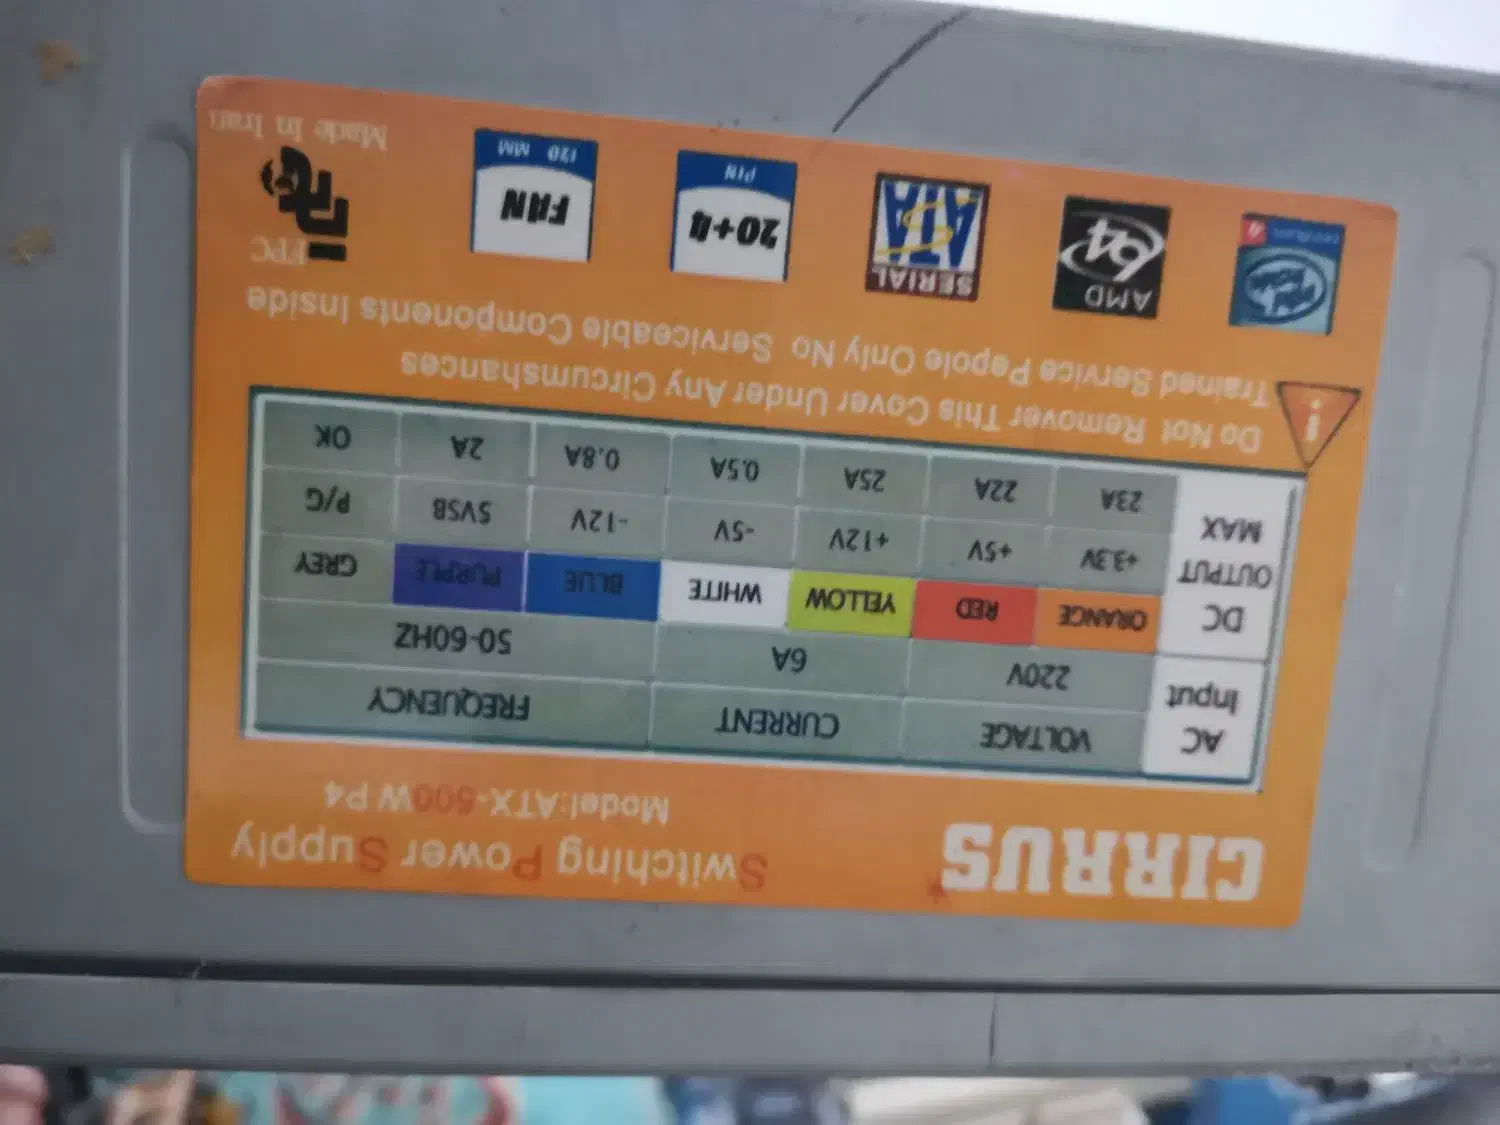 CIRRUS
Switching Power Supply
Model:ATX-500W P4
AC Input VOLTAGE CURRENT FREQUENCY
220V 6A 50-60HZ
DC OUTPUT MAX ORANGE RED YELLOW WHITE BLUE PURPLE GREY
+3.3V +5V +12V -5V -12V 5VSB P/G
23A 22A 25A 0.5A 0.8A 2A OK
Do Not Remover This Cover Under Any Circumshances
Trained Service Pepole Only No Serviceable Components Inside
AMD 64
SERIAL ATA
20+4 PIN
FAN 120 MM
FPC
Made In Iran